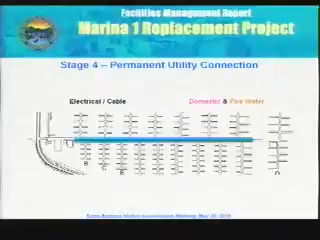 Facilities Management Report
Marina 1 Replacement Project
Stage 4 – Permanent Utility Connection
Electrical / Cable
Domestic & Fire Water
B
C
E